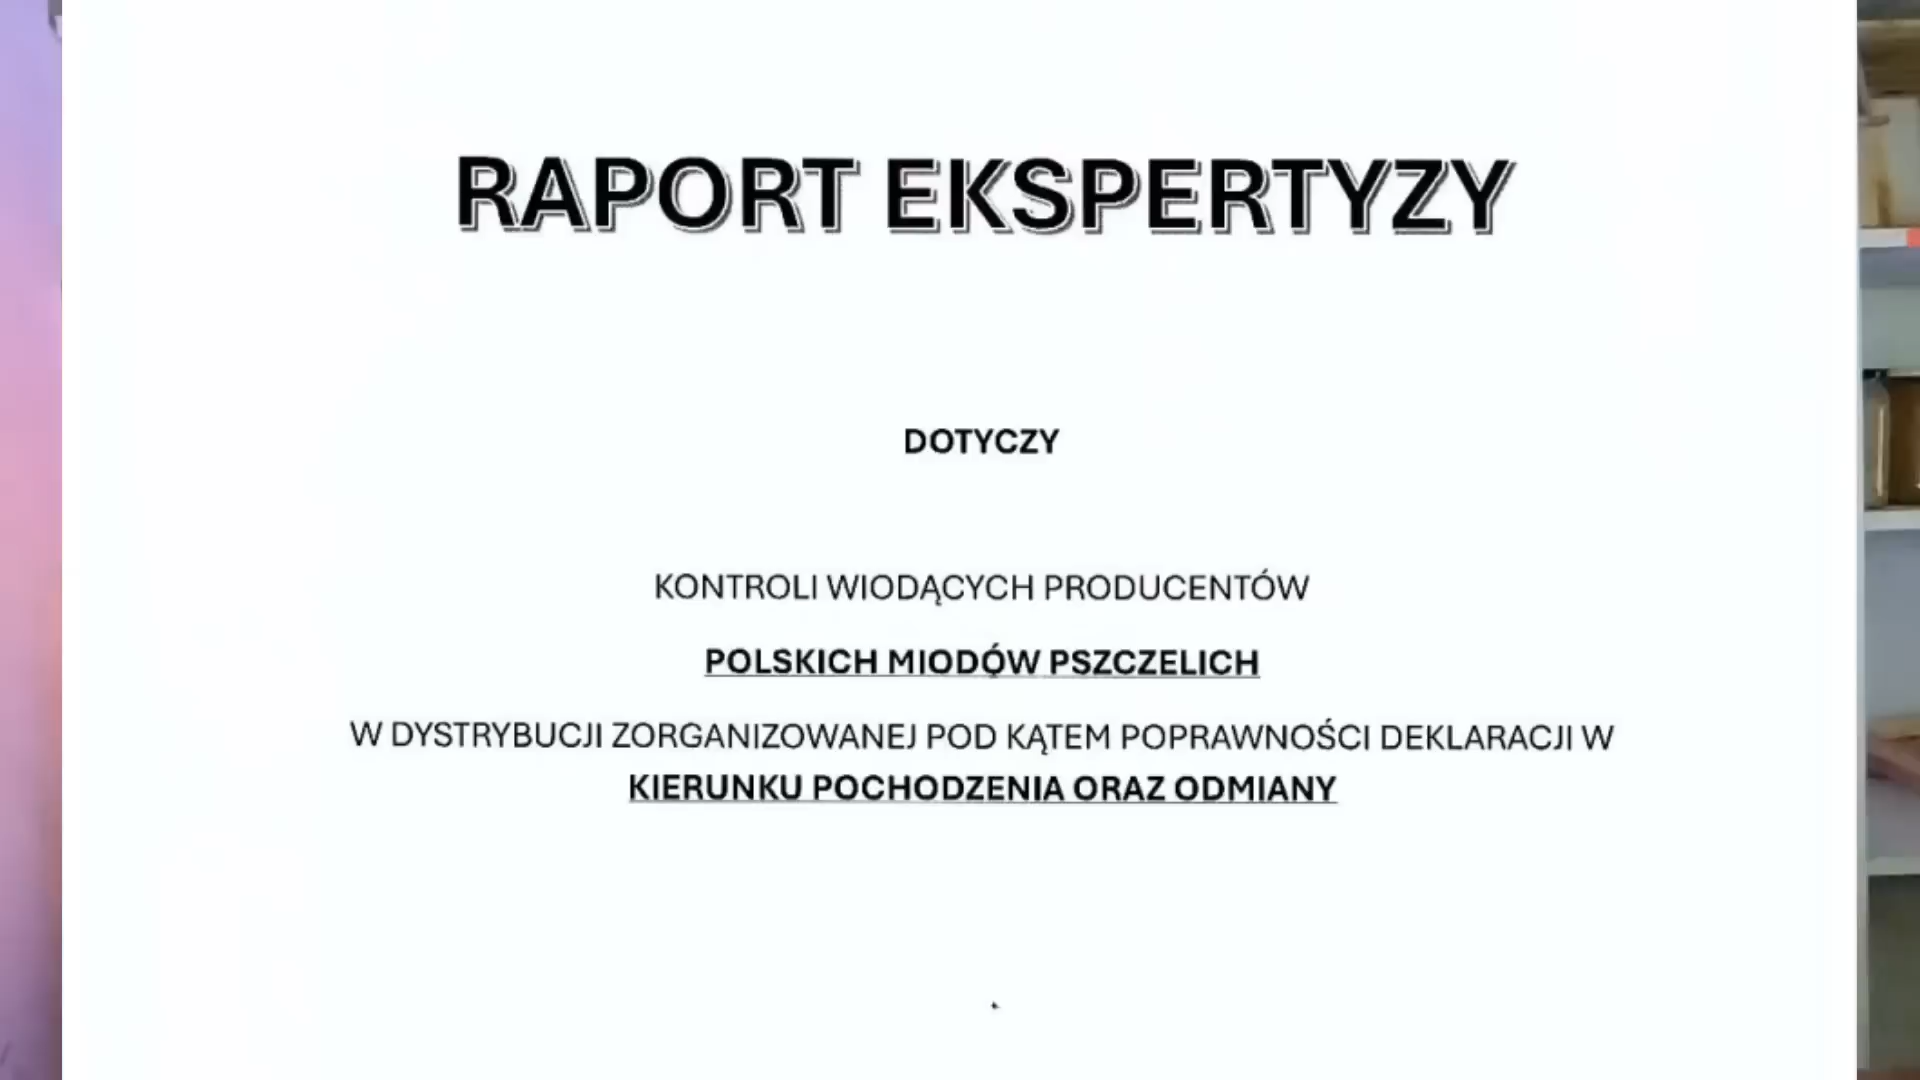 RAPORT EKSPERTYZY
DOTYCZY
KONTROLI WIODĄCYCH PRODUCENTÓW
POLSKICH MIODÓW PSZCZELICH
W DYSTRYBUCJI ZORGANIZOWANEJ POD KĄTEM POPRAWNOŚCI DEKLARACJI W
KIERUNKU POCHODZENIA ORAZ ODMIANY